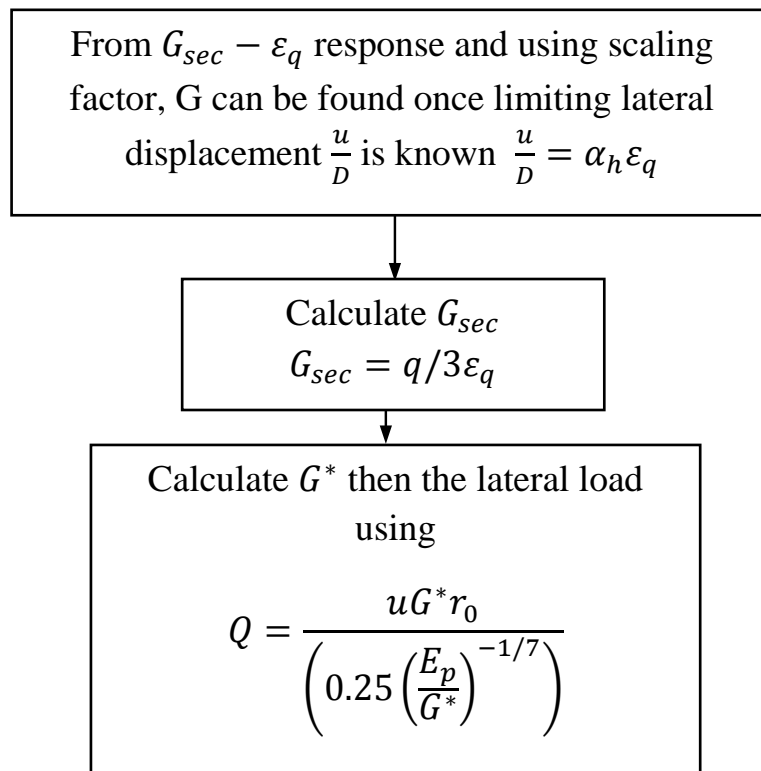 From G_sec − ε_q response and using scaling
factor, G can be found once limiting lateral
displacement u/D is known u/D = α_h ε_q
Calculate G_sec
G_sec = q/3ε_q
Calculate G* then the lateral load
using
Q = uG*r_0 / (0.25 (E_p/G*)^{−1/7})